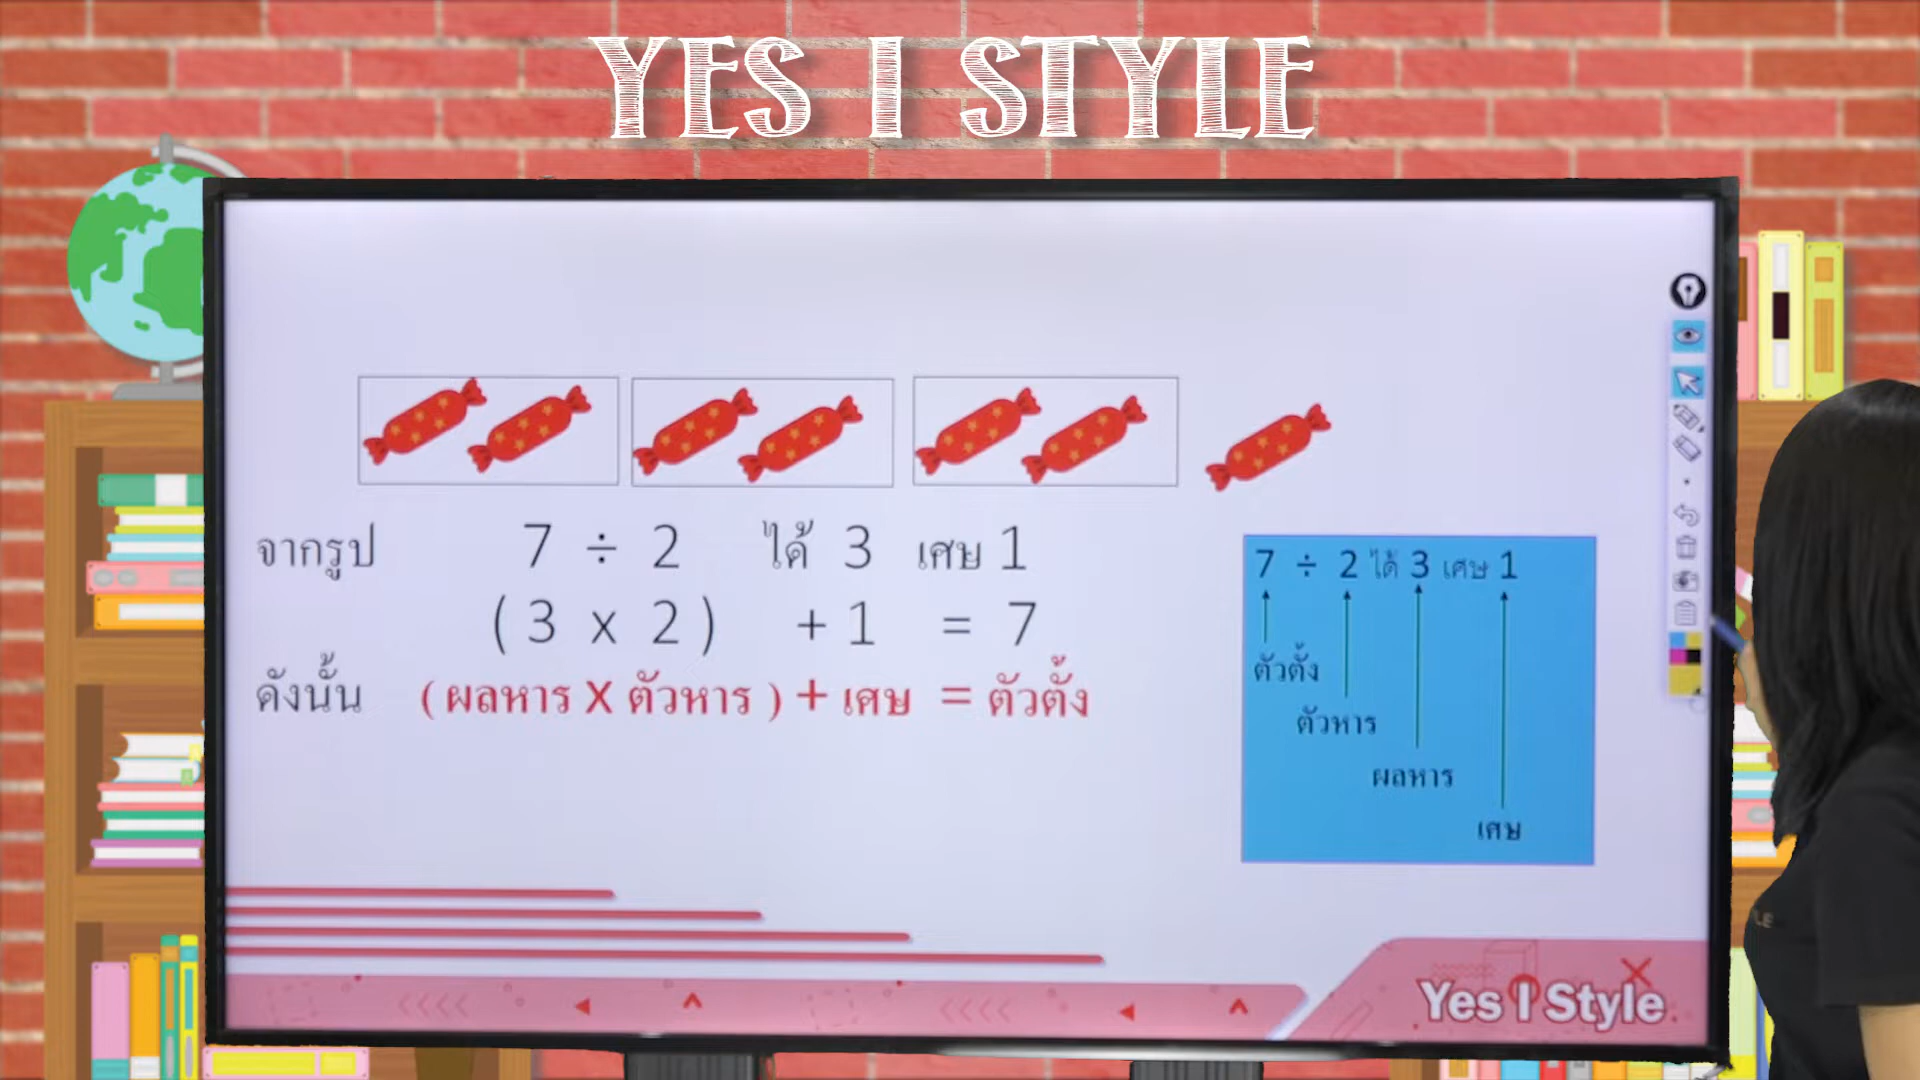 YES I STYLE
จากรูป 7 ÷ 2 ได้ 3 เศษ 1
( 3 x 2 ) + 1 = 7
ดังนั้น ( ผลหาร X ตัวหาร ) + เศษ = ตัวตั้ง
7 ÷ 2 ได้ 3 เศษ 1
ตัวตั้ง
ตัวหาร
ผลหาร
เศษ
Yes I Style